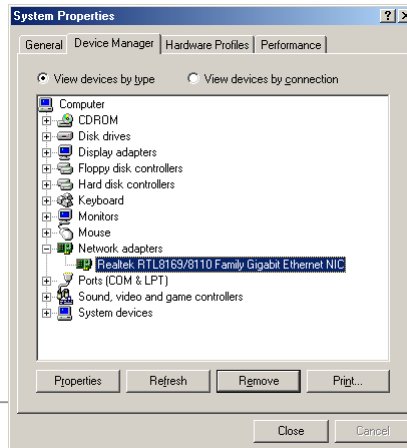 System Properties
General Device Manager Hardware Profiles Performance
View devices by type View devices by connection
Computer
CDROM
Disk drives
Display adapters
Floppy disk controllers
Hard disk controllers
Keyboard
Monitors
Mouse
Network adapters
Realtek RTL8169/8110 Family Gigabit Ethernet NIC
Ports (COM & LPT)
Sound, video and game controllers
System devices
Properties Refresh Remove Print...
Close Cancel